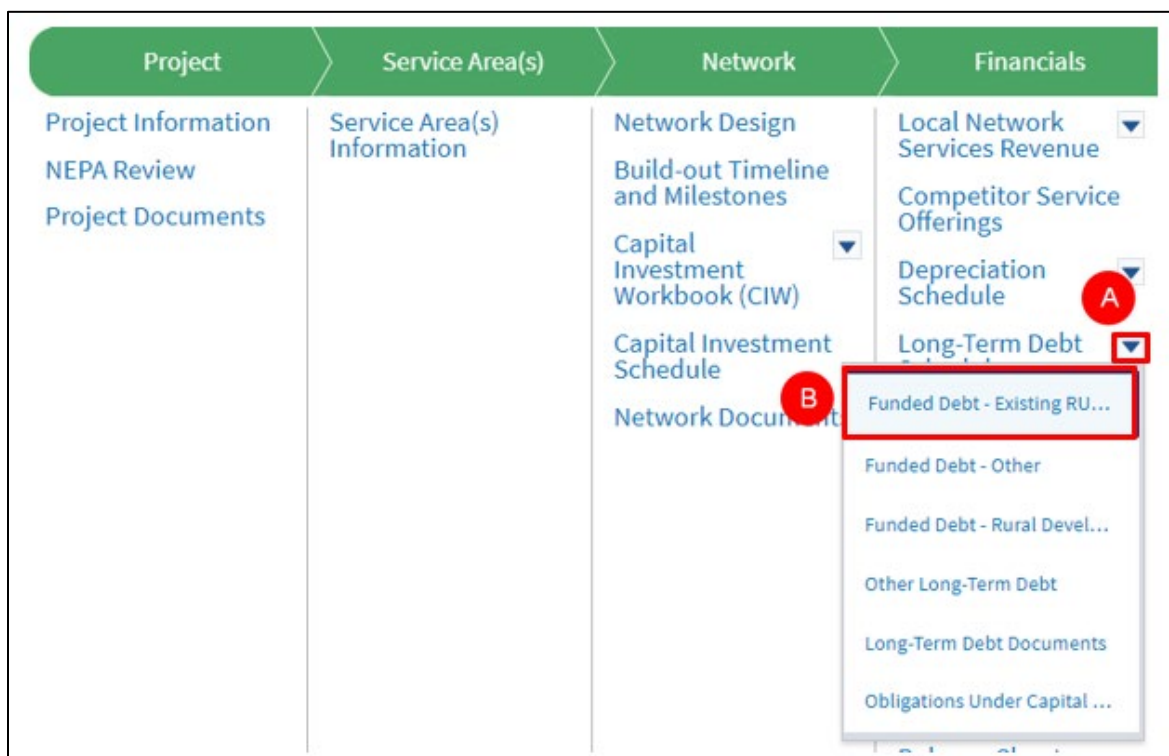 Project
Service Area(s)
Network
Financials
Project Information
NEPA Review
Project Documents
Service Area(s)
Information
Network Design
Build-out Timeline
and Milestones
Capital
Investment
Workbook (CIW)
Capital Investment
Schedule
Network Document
Local Network
Services Revenue
Competitor Service
Offerings
Depreciation
Schedule
A
Long-Term Debt
B
Funded Debt - Existing RU...
Funded Debt - Other
Funded Debt - Rural Devel...
Other Long-Term Debt
Long-Term Debt Documents
Obligations Under Capital ...